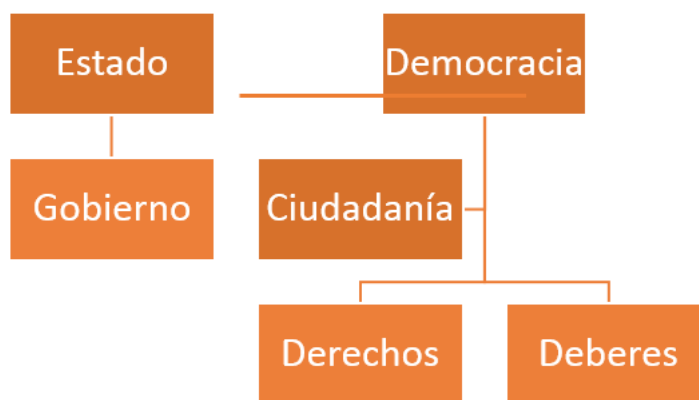 Estado
Democracia
Gobierno
Ciudadanía
Derechos
Deberes